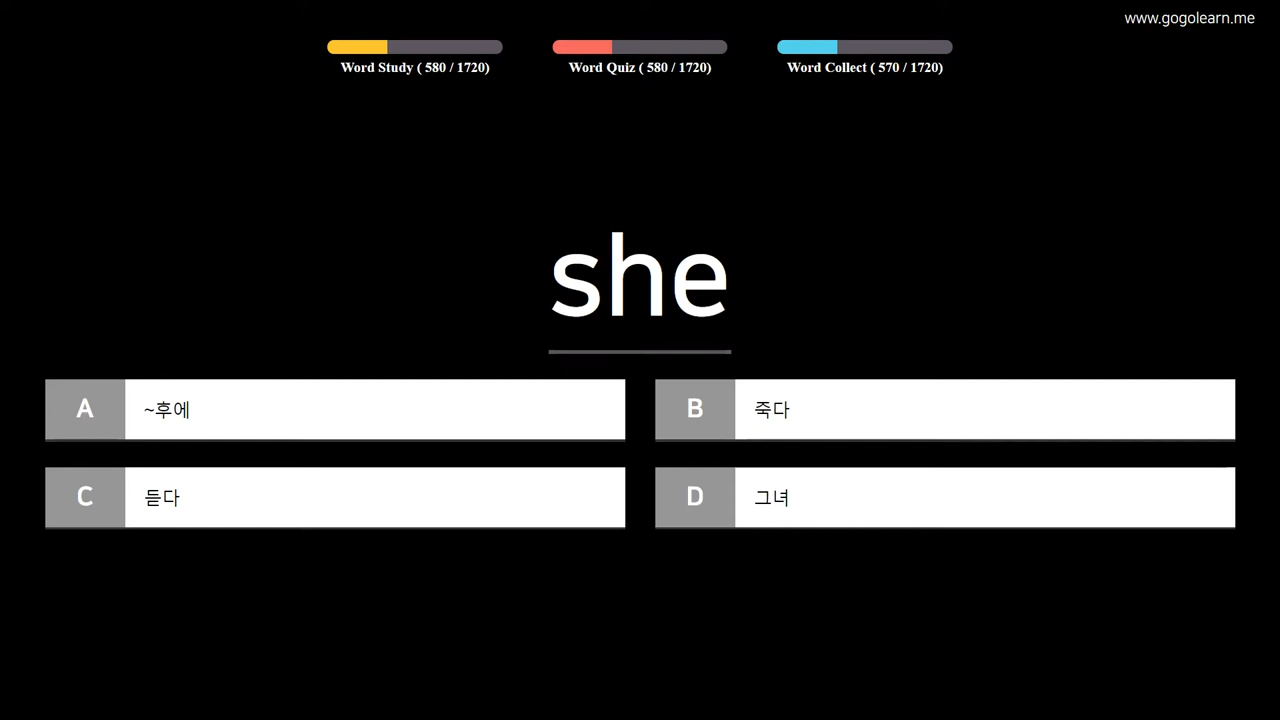 www.gogolearn.me
Word Study ( 580 / 1720)
Word Quiz ( 580 / 1720)
Word Collect ( 570 / 1720)
she
A ~후에
B 죽다
C 듣다
D 그녀